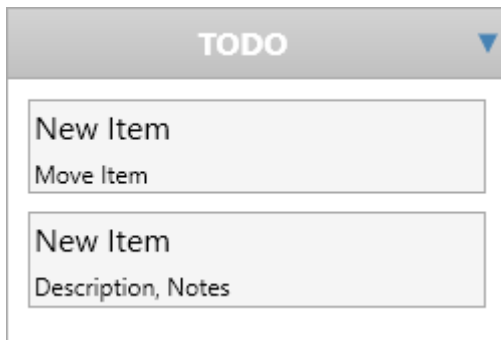 TODO
New Item
Move Item
New Item
Description, Notes